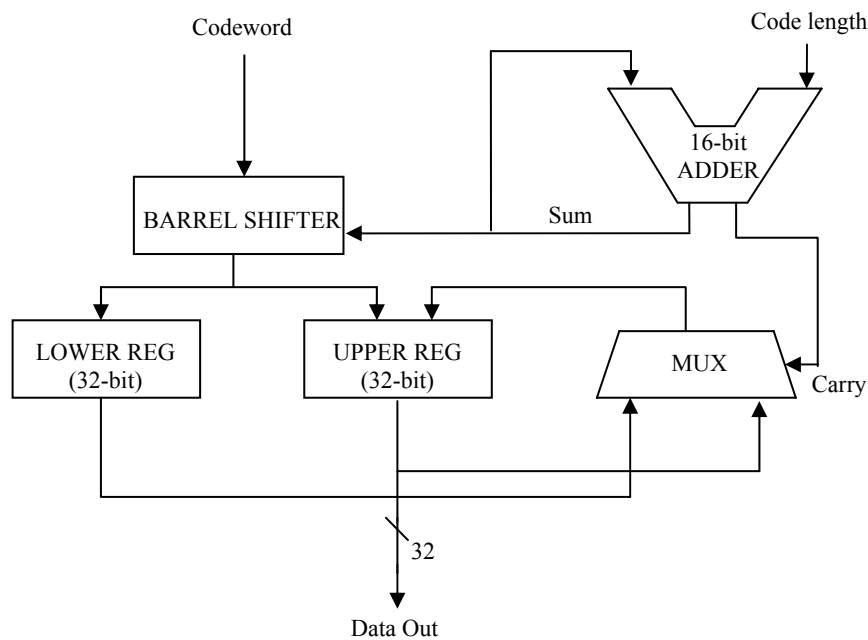 Codeword
Code length
16-bit
ADDER
BARREL SHIFTER
Sum
LOWER REG
(32-bit)
UPPER REG
(32-bit)
MUX
Carry
32
Data Out